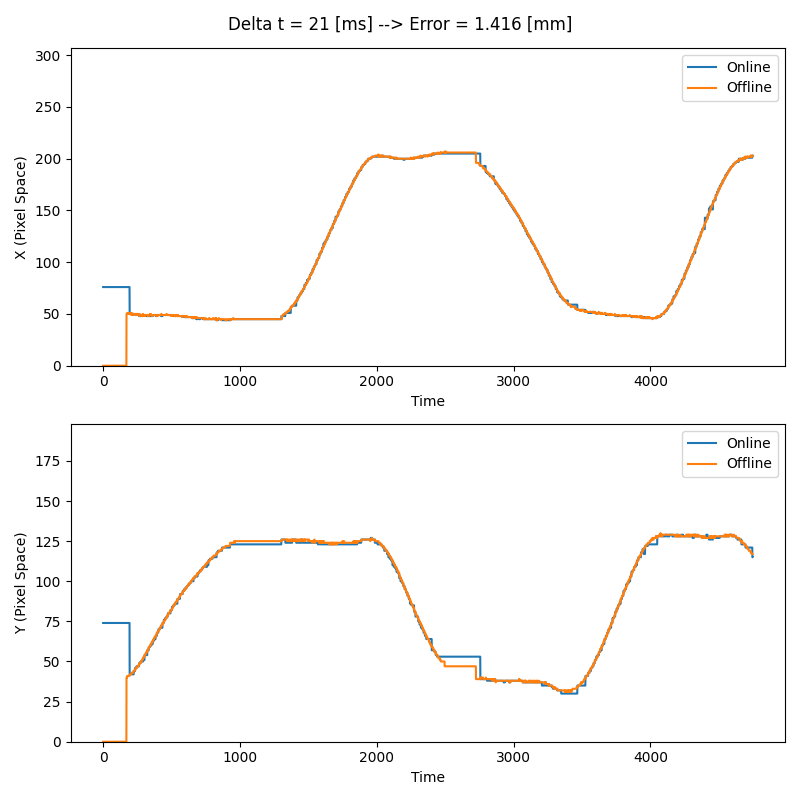 Delta t = 21 [ms] --> Error = 1.416 [mm]
300
250
200
150
100
50
0
X (Pixel Space)
Online
Offline
0 1000 2000 3000 4000
Time
175
150
125
100
75
50
25
0
Y (Pixel Space)
Online
Offline
0 1000 2000 3000 4000
Time